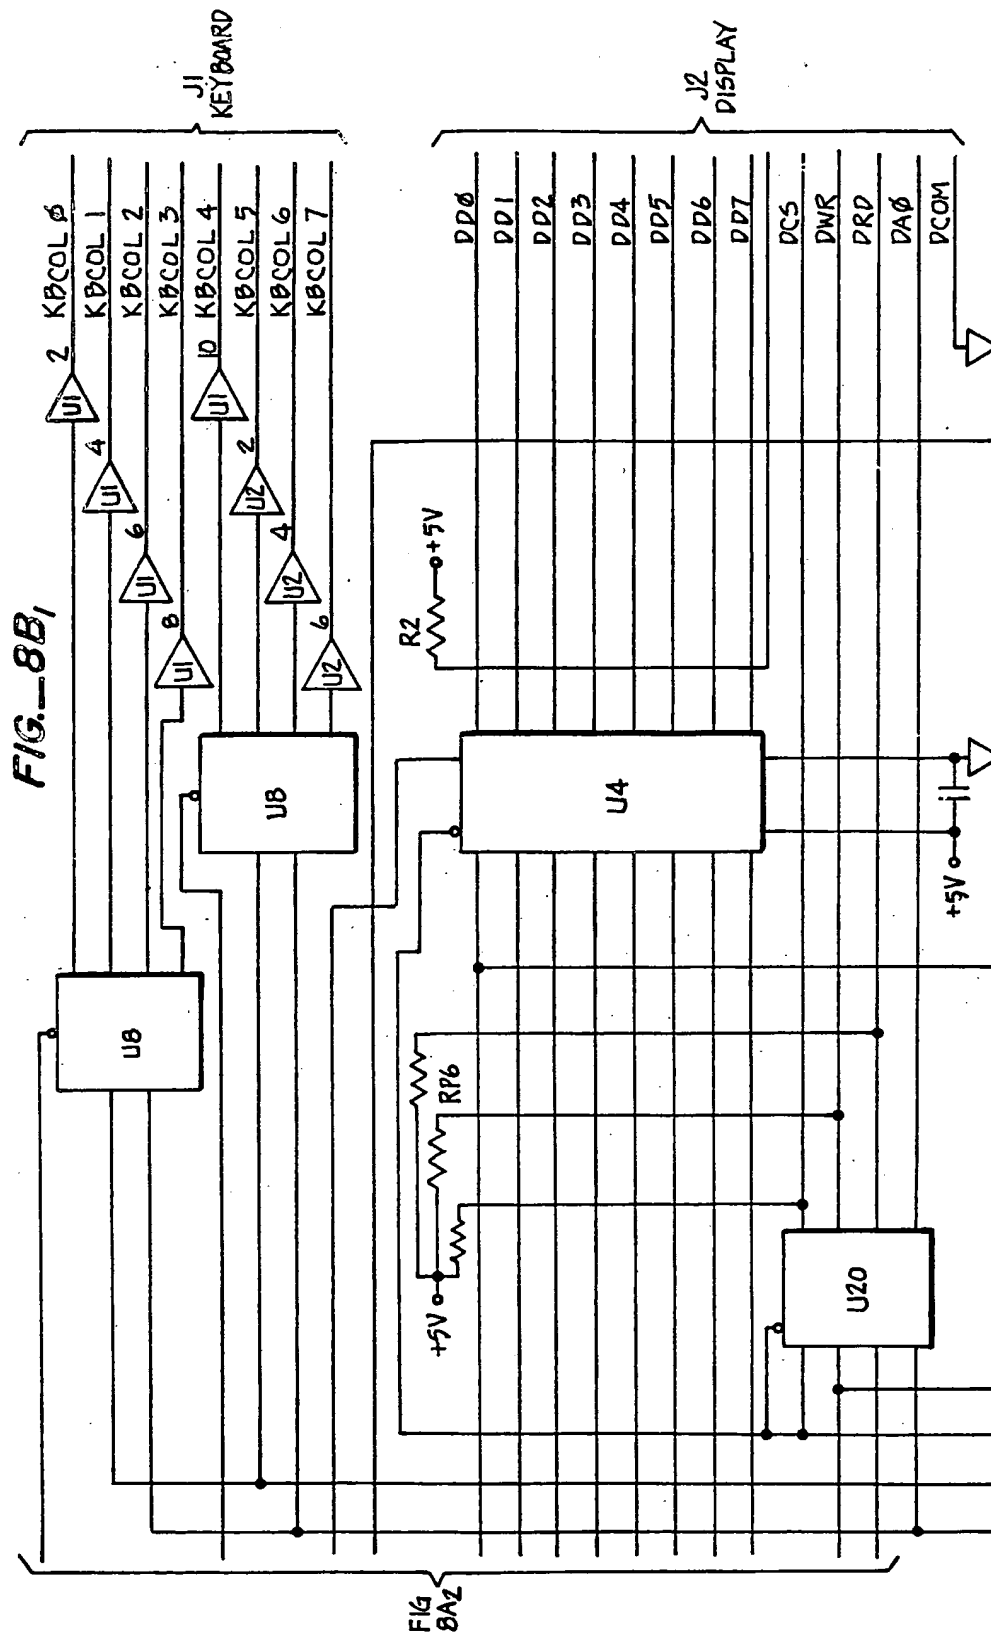 FIG._8B1
J1
KEYBOARD
KBCOL Ø
KBCOL 1
KBCOL 2
KBCOL 3
KBCOL 4
KBCOL 5
KBCOL 6
KBCOL 7
2
4
6
8
10
2
4
6
U1
U1
U1
U1
U1
U2
U2
U2
U8
U8
J2
DISPLAY
DDØ
DD1
DD2
DD3
DD4
DD5
DD6
DD7
DCS
DWR
DRD
DAØ
DCOM
R2
+5V
U4
+5V
RP6
+5V
U20
FIG
8A2